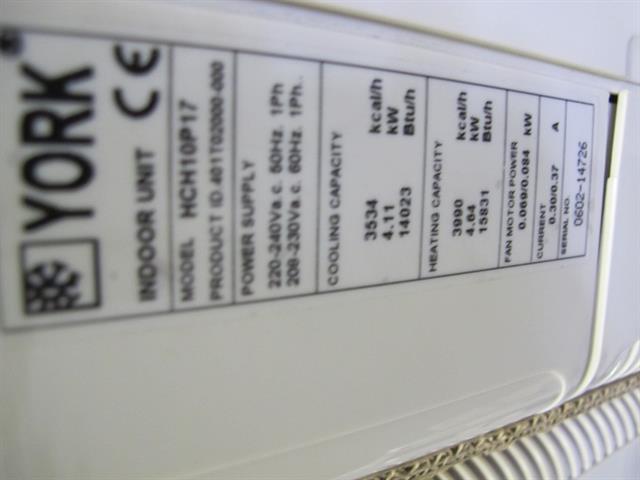 YORK ®
INDOOR UNIT CE
MODEL HCH10P17
PRODUCT ID.401T02000-000
POWER SUPPLY
220-240Va.c. 50Hz. 1Ph
208-230Va.c. 60Hz. 1Ph..
COOLING CAPACITY
3534 kcal/h
4.11 kW
14023 Btu/h
HEATING CAPACITY
3990 kcal/h
4.64 kW
15831 Btu/h
FAN MOTOR POWER
0.069/0.084 kW
CURRENT
0.30/0.37 A
SERIAL NO.
0602-14726